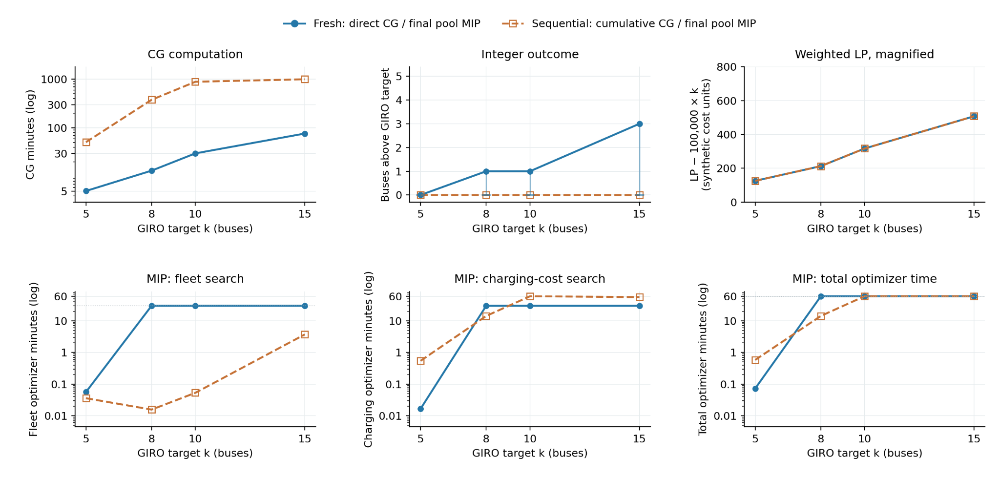 Fresh: direct CG / final pool MIP
Sequential: cumulative CG / final pool MIP
CG computation
CG minutes (log)
1000
300
100
30
5
5
8
10
15
GIRO target k (buses)
Integer outcome
Buses above GIRO target
5
4
3
2
1
0
5
8
10
15
GIRO target k (buses)
Weighted LP, magnified
LP − 100,000 × k
(synthetic cost units)
800
600
400
200
0
5
8
10
15
GIRO target k (buses)
MIP: fleet search
Fleet optimizer minutes (log)
60
10
1
0.1
0.01
5
8
10
15
GIRO target k (buses)
MIP: charging-cost search
Charging optimizer minutes (log)
60
10
1
0.1
0.01
5
8
10
15
GIRO target k (buses)
MIP: total optimizer time
Total optimizer minutes (log)
60
10
1
0.1
0.01
5
8
10
15
GIRO target k (buses)